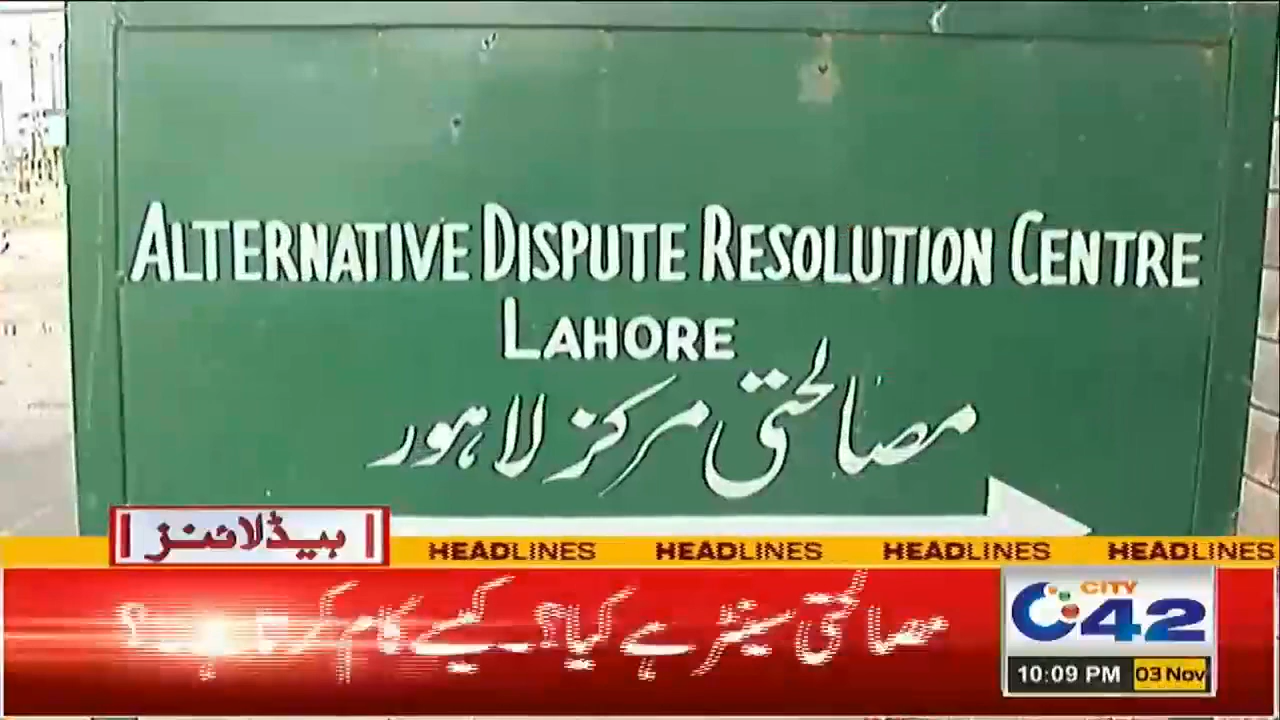 ALTERNATIVE DISPUTE RESOLUTION CENTRE
LAHORE
مصالحتی مرکز لاہور
ہیڈلائنز
HEADLINES HEADLINES HEADLINES HEADLINES
مصالحتی سینٹر ہے کیا؟۔کیسے کام کرتا ہے؟
CITY
42
10:09 PM 03 Nov